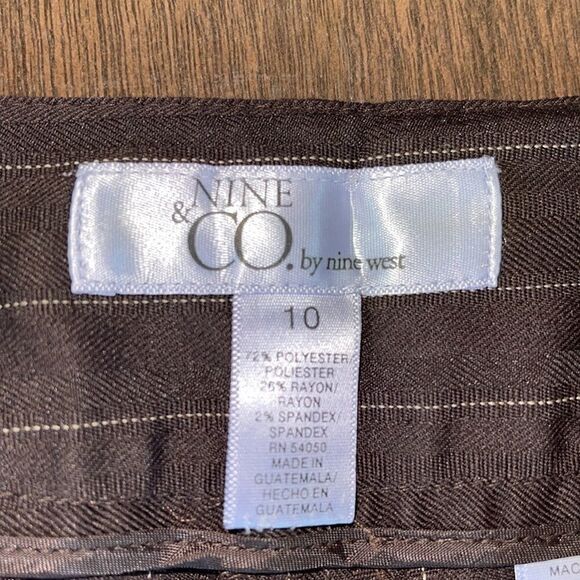 NINE
& CO. by nine west
10
72% POLYESTER/
POLIESTER
26% RAYON/
RAYON
2% SPANDEX/
SPANDEX
RN 54050
MADE IN
GUATEMALA/
HECHO EN
GUATEMALA
MAC